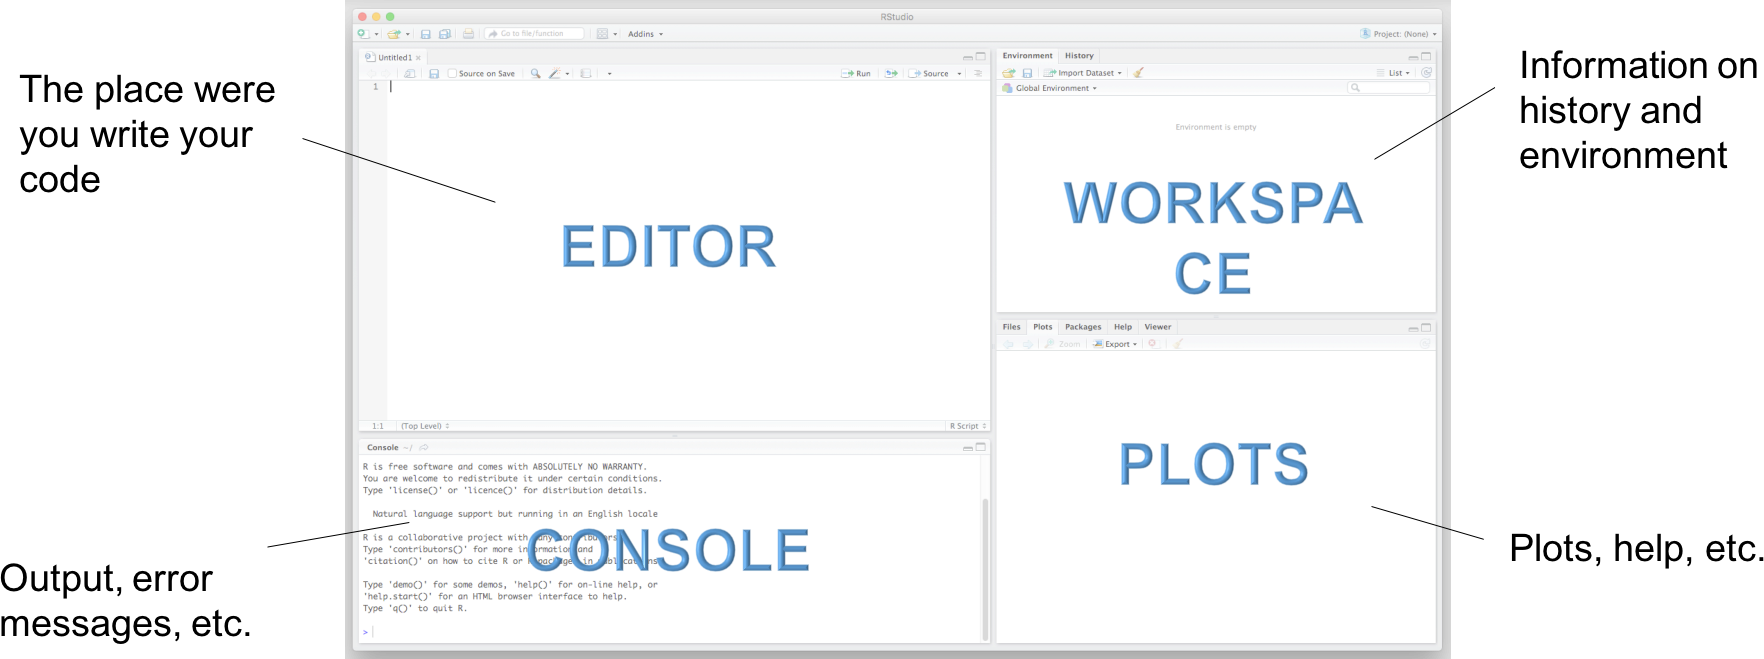 RStudio
Go to file/function
Addins
Project: (None)
The place were
you write your
code
Untitled1
Source on Save
Run
Source
1
EDITOR
1:1
(Top Level)
R Script
Environment
History
Import Dataset
List
Global Environment
Environment is empty
WORKSPA
CE
Information on
history and
environment
Files
Plots
Packages
Help
Viewer
Zoom
Export
PLOTS
Plots, help, etc.
Console ~/
R is free software and comes with ABSOLUTELY NO WARRANTY.
You are welcome to redistribute it under certain conditions.
Type 'license()' or 'licence()' for distribution details.
Natural language support but running in an English locale
R is a collaborative project with many contributors.
Type 'contributors()' for more information and
'citation()' on how to cite R or R packages in publications.
Type 'demo()' for some demos, 'help()' for on-line help, or
'help.start()' for an HTML browser interface to help.
Type 'q()' to quit R.
>
CONSOLE
Output, error
messages, etc.